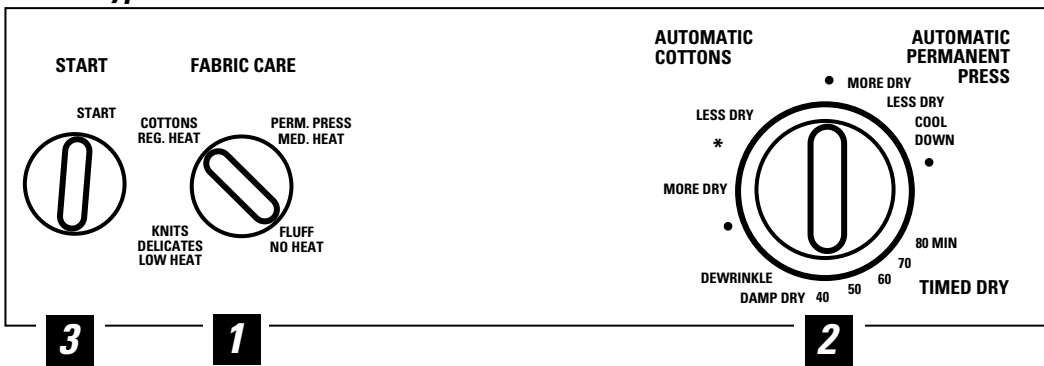 START
START
FABRIC CARE
COTTONS
REG. HEAT
PERM. PRESS
MED. HEAT
KNITS
DELICATES
LOW HEAT
FLUFF
NO HEAT
AUTOMATIC
COTTONS
AUTOMATIC
PERMANENT
PRESS
MORE DRY
LESS DRY
COOL
DOWN
LESS DRY
*
MORE DRY
DEWRINKLE
DAMP DRY
40
50
60
70
80 MIN
TIMED DRY
3
1
2